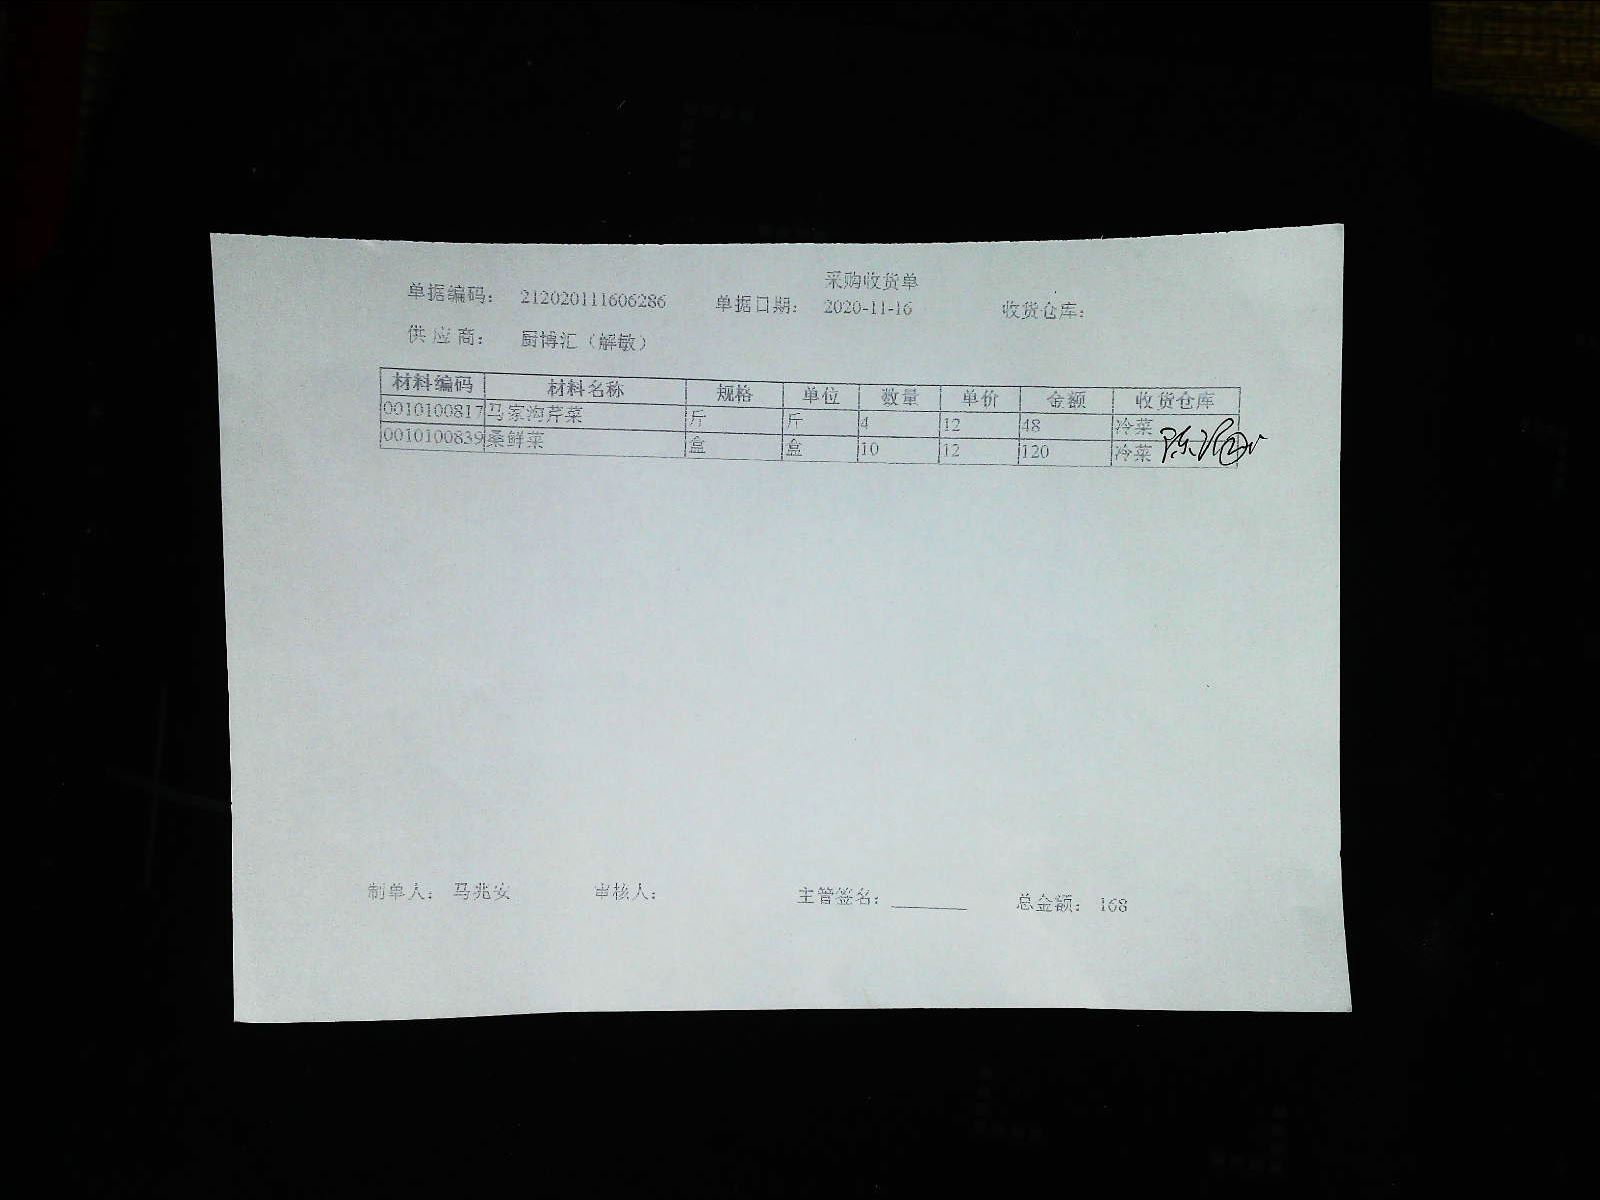 采购收货单
单据编码： 212020111606286 单据日期： 2020-11-16 收货仓库：
供 应 商： 厨博汇（解敏）
材料编码 材料名称 规格 单位 数量 单价 金额 收货仓库
0010100817 马家沟芹菜 斤 斤 4 12 48 冷菜
0010100839 桑鲜菜 盒 盒 10 12 120 冷菜
制单人： 马兆安 审核人： 主管签名： 总金额： 168